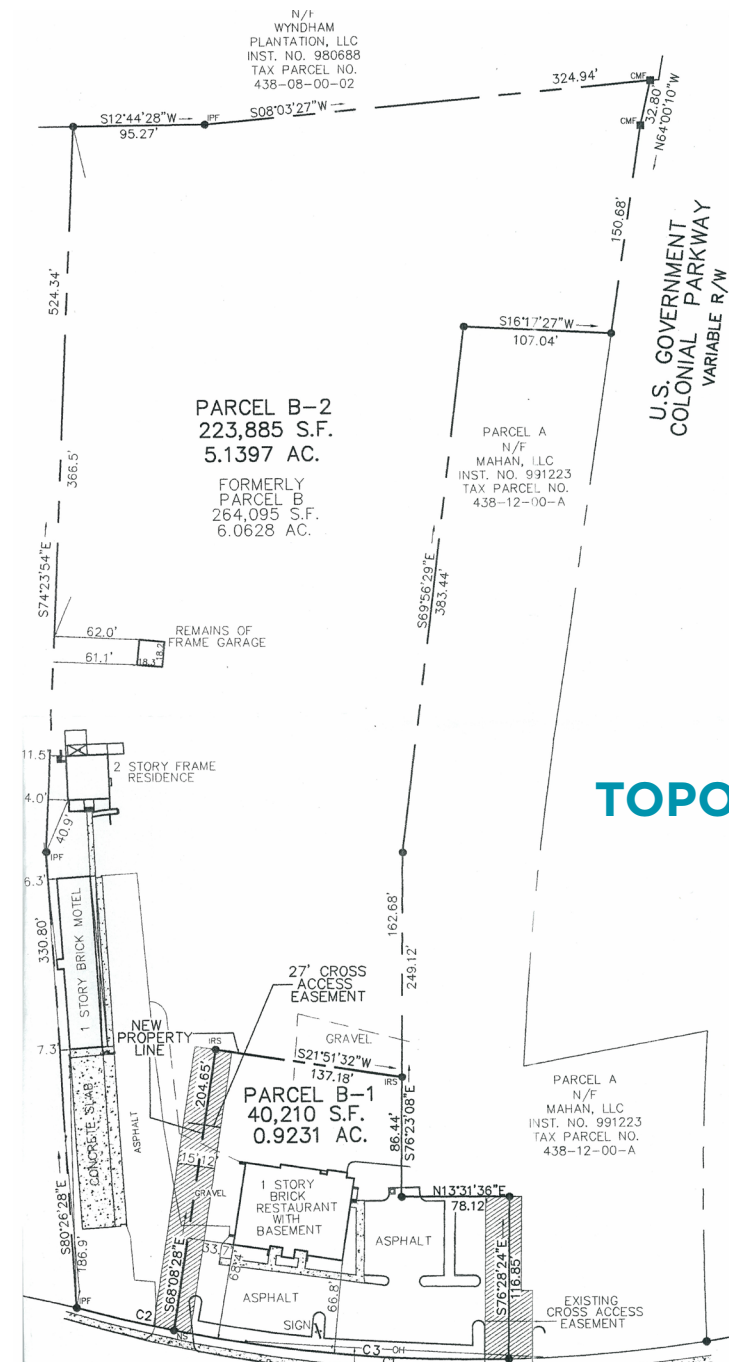 N/F
WYNDHAM
PLANTATION, LLC
INST. NO. 980688
TAX PARCEL NO.
438-08-00-02
324.94'
CMF
32.80'
N64°00'10"W
CMF
S12°44'28"W
95.27'
IPF
S08°03'27"W
150.68'
U.S. GOVERNMENT
COLONIAL PARKWAY
VARIABLE R/W
524.34'
S16°17'27"W
107.04'
PARCEL B-2
223,885 S.F.
5.1397 AC.
FORMERLY
PARCEL B
264,095 S.F.
6.0628 AC.
PARCEL A
N/F
MAHAN, LLC
INST. NO. 991223
TAX PARCEL NO.
438-12-00-A
366.5'
S74°23'54"E
S69°56'29"E
383.44'
62.0'
REMAINS OF
FRAME GARAGE
61.1'
18.3'
18.2
11.5'
2 STORY FRAME
RESIDENCE
4.0'
40.9'
TOPO
IPF
6.3'
330.80'
1 STORY BRICK MOTEL
162.68'
249.12'
27' CROSS
ACCESS
EASEMENT
NEW
PROPERTY
LINE
GRAVEL
7.3'
IRS
S21°51'32"W
137.18'
IRS
204.65'
PARCEL B-1
40,210 S.F.
0.9231 AC.
86.44'
S76°23'08"E
PARCEL A
N/F
MAHAN, LLC
INST. NO. 991223
TAX PARCEL NO.
438-12-00-A
CONCRETE SLAB
ASPHALT
15.12
GRAVEL
1 STORY
BRICK
RESTAURANT
WITH
BASEMENT
N13°31'36"E
78.12'
S80°26'28"E
186.9'
S68°08'28"E
33.7'
68.4'
66.8'
ASPHALT
S76°28'24"E
116.85'
ASPHALT
EXISTING
CROSS ACCESS
EASEMENT
IPF
C2
NS
SIGN
C3
OH